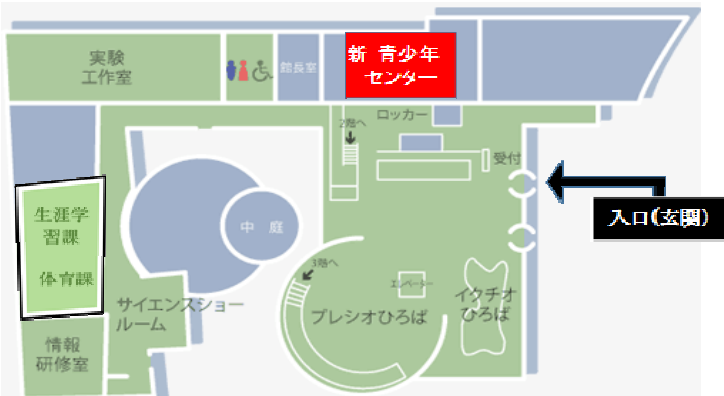 実験
工作室
館長室
新 青少年
センター
ロッカー
2階へ
受付
入口(玄関)
生涯学
習課
体育課
中 庭
3階へ
エレベーター
サイエンスショー
ルーム
プレシオひろば
イクチオ
ひろば
情報
研修室